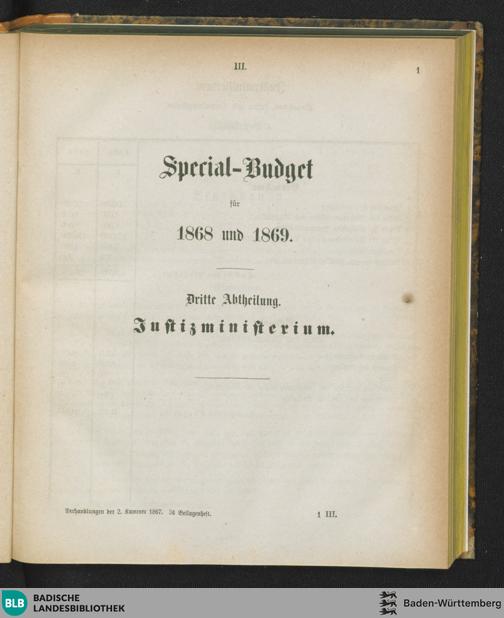 III.
1
Special-Budget
für
1868 und 1869.
Dritte Abtheilung.
Justizministerium.
Verhandlungen der 2. Kammer 1867. 3s Beilagenheft.
1 III.
BLB BADISCHE
LANDESBIBLIOTHEK
Baden-Württemberg